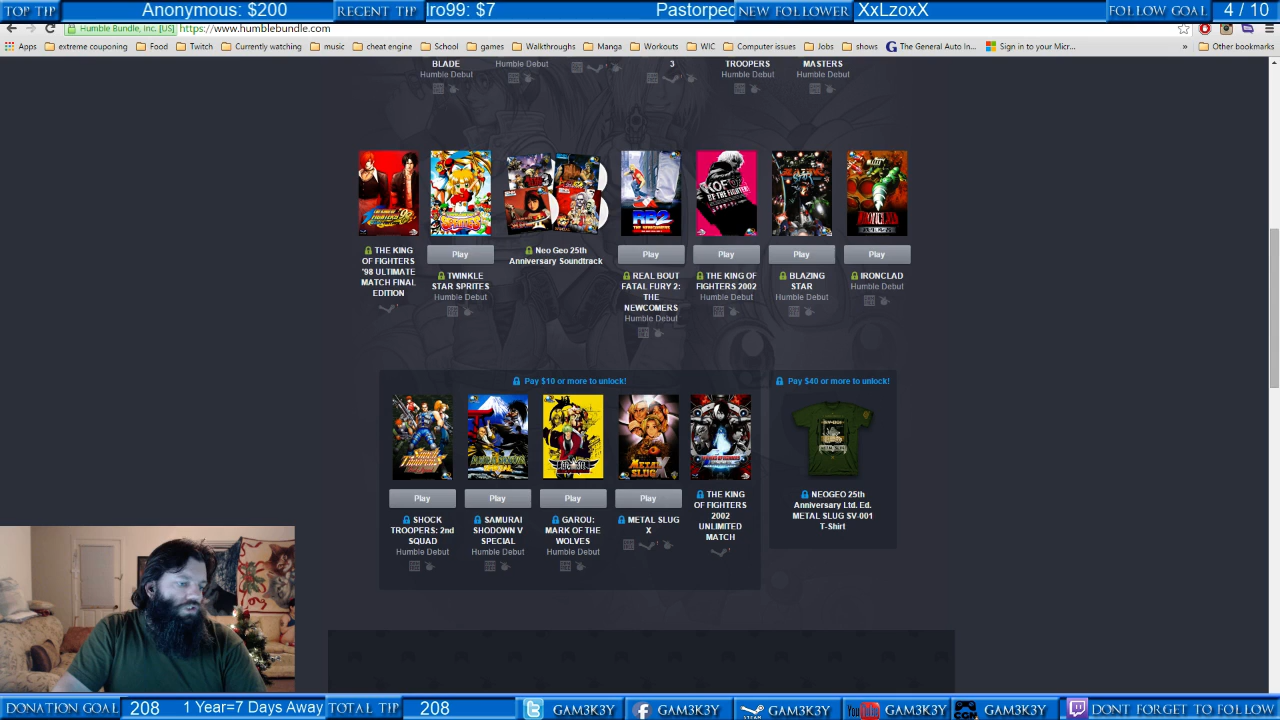 TOP TIP Anonymous: $200 RECENT TIP Iro99: $7 Pastorped NEW FOLLOWER XxLzoxX FOLLOW GOAL 4 / 10
Humble Bundle, Inc. [US] https://www.humblebundle.com
Apps extreme couponing Food Twitch Currently watching music cheat engine School games Walkthroughs Manga Workouts WIC Computer issues Jobs shows The General Auto In... Sign in to your Micr... » Other bookmarks
BLADE
Humble Debut
Humble Debut
3
TROOPERS
Humble Debut
MASTERS
Humble Debut
THE KING
OF FIGHTERS
'98 ULTIMATE
MATCH FINAL
EDITION
Play
TWINKLE
STAR SPRITES
Humble Debut
Neo Geo 25th
Anniversary Soundtrack
Play
REAL BOUT
FATAL FURY 2:
THE
NEWCOMERS
Humble Debut
Play
THE KING OF
FIGHTERS 2002
Humble Debut
Play
BLAZING
STAR
Humble Debut
Play
IRONCLAD
Humble Debut
Pay $10 or more to unlock!
Play
SHOCK
TROOPERS: 2nd
SQUAD
Humble Debut
Play
SAMURAI
SHODOWN V
SPECIAL
Humble Debut
Play
GAROU:
MARK OF THE
WOLVES
Humble Debut
Play
METAL SLUG
X
THE KING
OF FIGHTERS
2002
UNLIMITED
MATCH
Pay $40 or more to unlock!
NEOGEO 25th
Anniversary Ltd. Ed.
METAL SLUG SV-001
T-Shirt
DONATION GOAL 208 1 Year=7 Days Away TOTAL TIP 208 GAM3K3Y GAM3K3Y GAM3K3Y GAM3K3Y GAM3K3Y DONT FORGET TO FOLLOW